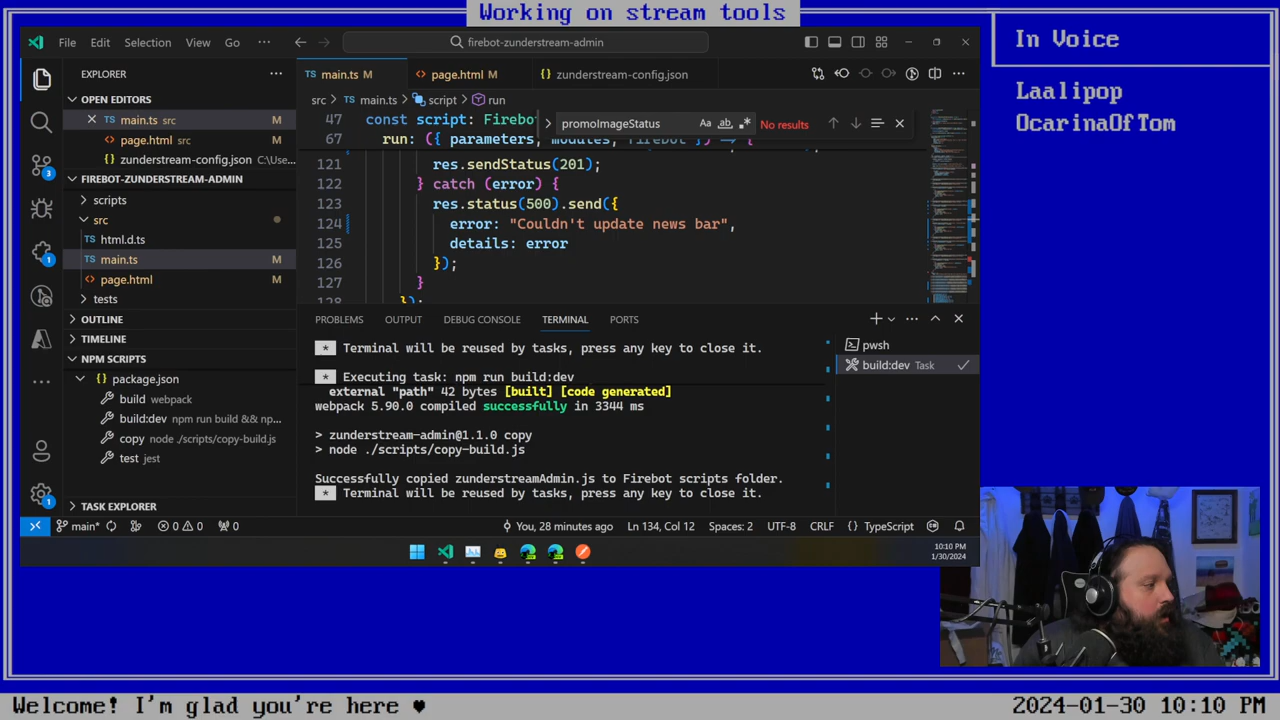 Working on stream tools
File Edit Selection View Go
firebot-zunderstream-admin
In Voice
Laalipop
OcarinaOfTom
EXPLORER
OPEN EDITORS
main.ts src M
page.html src M
zunderstream-config.json C:\Use...
FIREBOT-ZUNDERSTREAM-ADM...
scripts
src
html.d.ts
main.ts M
page.html M
tests
OUTLINE
TIMELINE
NPM SCRIPTS
package.json
build webpack
build:dev npm run build && np...
copy node ./scripts/copy-build.js
test jest
TASK EXPLORER
main.ts M
page.html M
zunderstream-config.json
src > main.ts > script > run
promoImageStatus
Aa ab .* No results
47 const script: Firebot
run ({ parameters, modules, firebot }) => {
121 res.sendStatus(201);
122 } catch (error) {
123 res.status(500).send({
124 error: "Couldn't update news bar",
125 details: error
126 });
127 }
128 });
PROBLEMS OUTPUT DEBUG CONSO TERMINAL PORTS
* Terminal will be reused by tasks, press any key to close it.
* Executing task: npm run build:dev
external "path" 42 bytes [built] [code generated]
webpack 5.90.0 compiled successfully in 3344 ms
> zunderstream-admin@1.1.0 copy
> node ./scripts/copy-build.js
Successfully copied zunderstreamAdmin.js to Firebot scripts folder.
* Terminal will be reused by tasks, press any key to close it.
pwsh
build:dev Task
main* 0 0 0 You, 28 minutes ago Ln 134, Col 12 Spaces: 2 UTF-8 CRLF {} TypeScript
10:10 PM
1/30/2024
Welcome! I'm glad you're here ♥
2024-01-30 10:10 PM